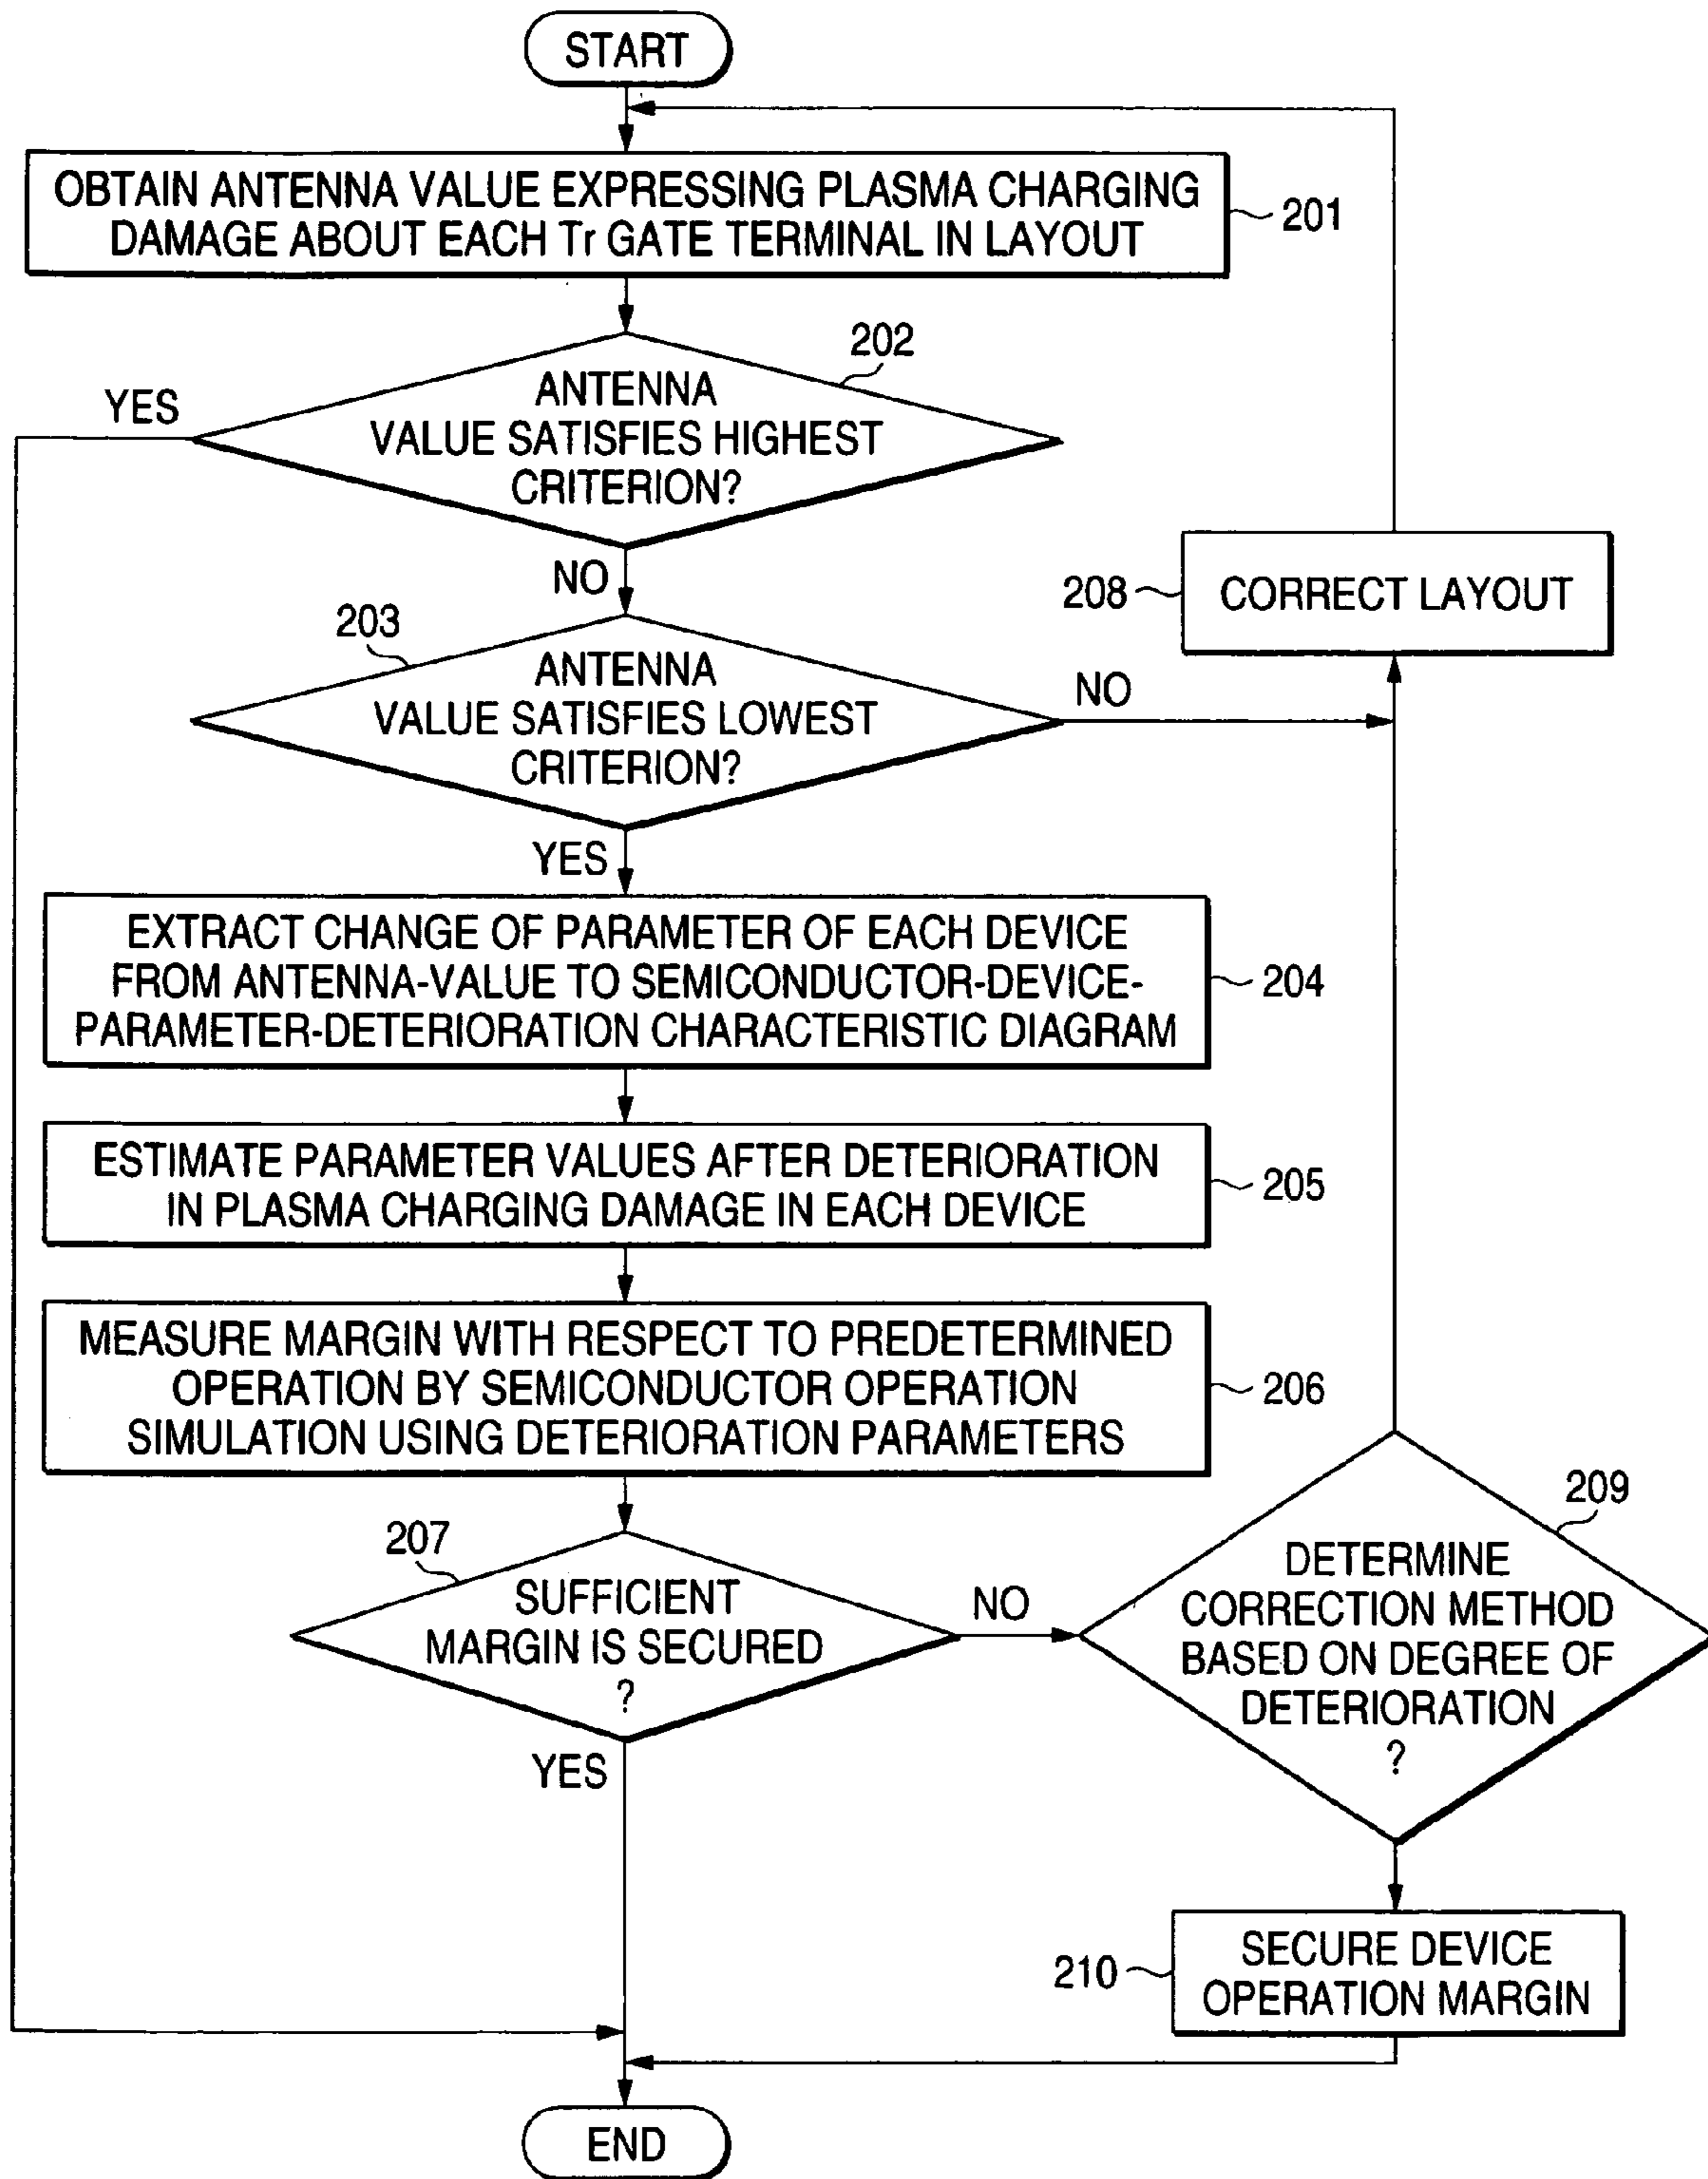 START
OBTAIN ANTENNA VALUE EXPRESSING PLASMA CHARGING
DAMAGE ABOUT EACH Tr GATE TERMINAL IN LAYOUT
201
202
ANTENNA
VALUE SATISFIES HIGHEST
CRITERION?
YES
NO
203
ANTENNA
VALUE SATISFIES LOWEST
CRITERION?
NO
208
CORRECT LAYOUT
YES
EXTRACT CHANGE OF PARAMETER OF EACH DEVICE
FROM ANTENNA-VALUE TO SEMICONDUCTOR-DEVICE-
PARAMETER-DETERIORATION CHARACTERISTIC DIAGRAM
204
ESTIMATE PARAMETER VALUES AFTER DETERIORATION
IN PLASMA CHARGING DAMAGE IN EACH DEVICE
205
MEASURE MARGIN WITH RESPECT TO PREDETERMINED
OPERATION BY SEMICONDUCTOR OPERATION
SIMULATION USING DETERIORATION PARAMETERS
206
207
SUFFICIENT
MARGIN IS SECURED
?
NO
YES
209
DETERMINE
CORRECTION METHOD
BASED ON DEGREE OF
DETERIORATION
?
210
SECURE DEVICE
OPERATION MARGIN
END